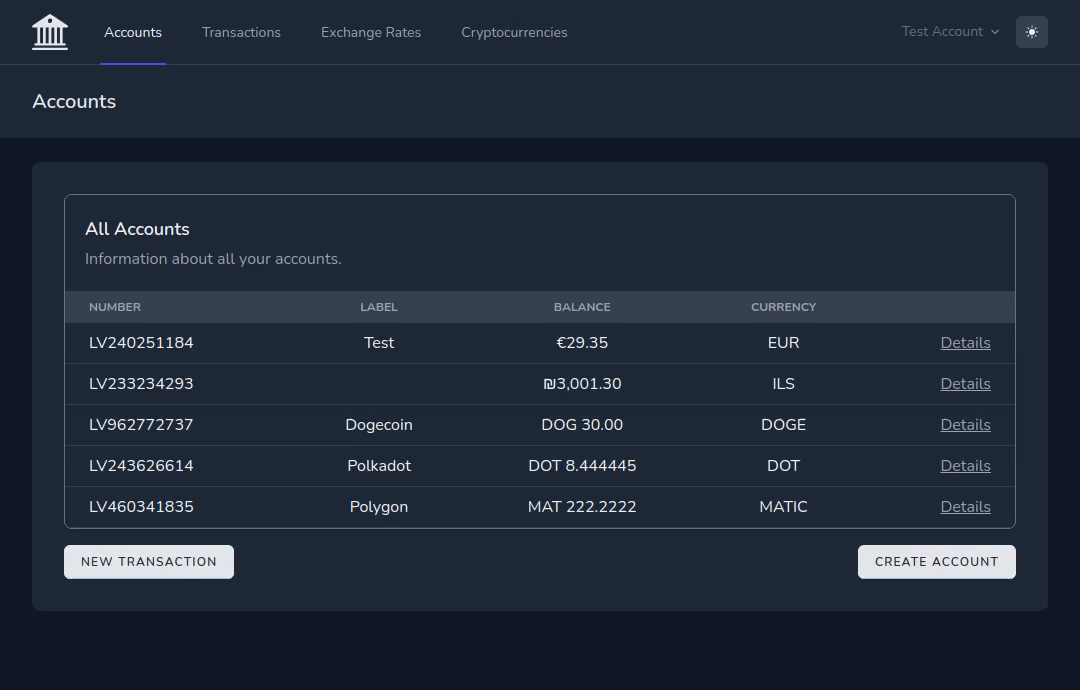 Accounts Transactions Exchange Rates Cryptocurrencies Test Account
Accounts
All Accounts
Information about all your accounts.
NUMBER LABEL BALANCE CURRENCY
LV240251184 Test €29.35 EUR Details
LV233234293 ₪3,001.30 ILS Details
LV962772737 Dogecoin DOG 30.00 DOGE Details
LV243626614 Polkadot DOT 8.444445 DOT Details
LV460341835 Polygon MAT 222.2222 MATIC Details
NEW TRANSACTION CREATE ACCOUNT